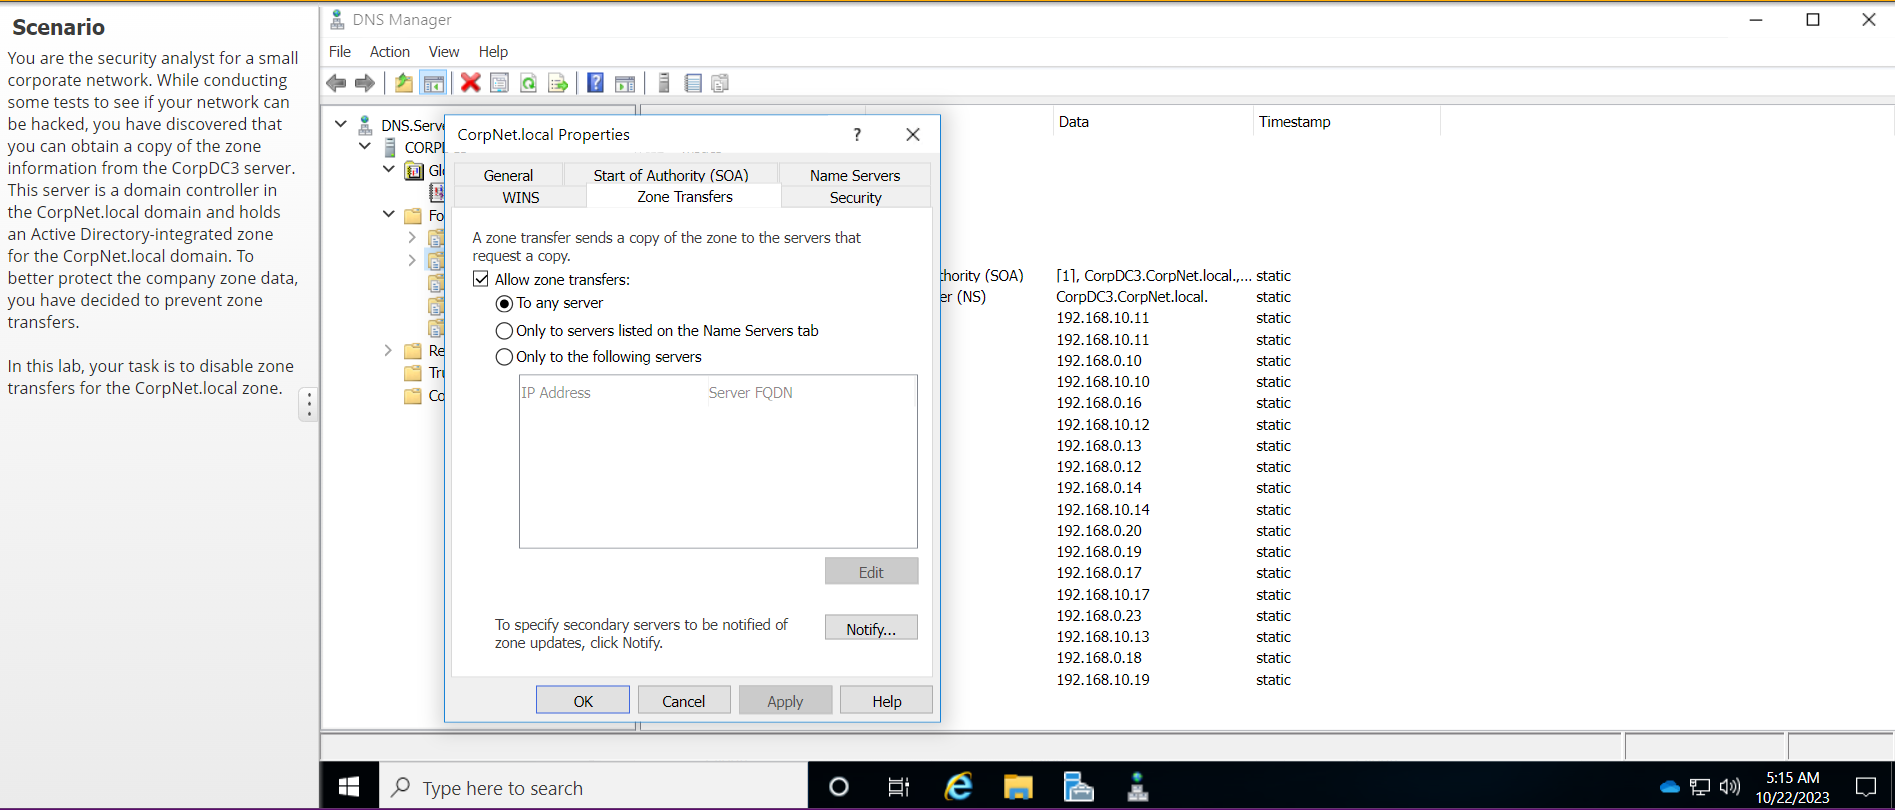 Scenario
You are the security analyst for a small
corporate network. While conducting
some tests to see if your network can
be hacked, you have discovered that
you can obtain a copy of the zone
information from the CorpDC3 server.
This server is a domain controller in
the CorpNet.local domain and holds
an Active Directory-integrated zone
for the CorpNet.local domain. To
better protect the company zone data,
you have decided to prevent zone
transfers.
In this lab, your task is to disable zone
transfers for the CorpNet.local zone.
DNS Manager
File Action View Help
DNS.Serve
CORPI
Glo
Fo
Re
Tru
Co
CorpNet.local Properties
?
General Start of Authority (SOA) Name Servers
WINS Zone Transfers Security
A zone transfer sends a copy of the zone to the servers that
request a copy.
Allow zone transfers:
To any server
Only to servers listed on the Name Servers tab
Only to the following servers
IP Address Server FQDN
Edit
To specify secondary servers to be notified of
zone updates, click Notify.
Notify...
OK Cancel Apply Help
Data Timestamp
thority (SOA) [1], CorpDC3.CorpNet.local.,... static
er (NS) CorpDC3.CorpNet.local. static
192.168.10.11 static
192.168.10.11 static
192.168.0.10 static
192.168.10.10 static
192.168.0.16 static
192.168.10.12 static
192.168.0.13 static
192.168.0.12 static
192.168.0.14 static
192.168.10.14 static
192.168.0.20 static
192.168.0.19 static
192.168.0.17 static
192.168.10.17 static
192.168.0.23 static
192.168.10.13 static
192.168.0.18 static
192.168.10.19 static
Type here to search
5:15 AM
10/22/2023